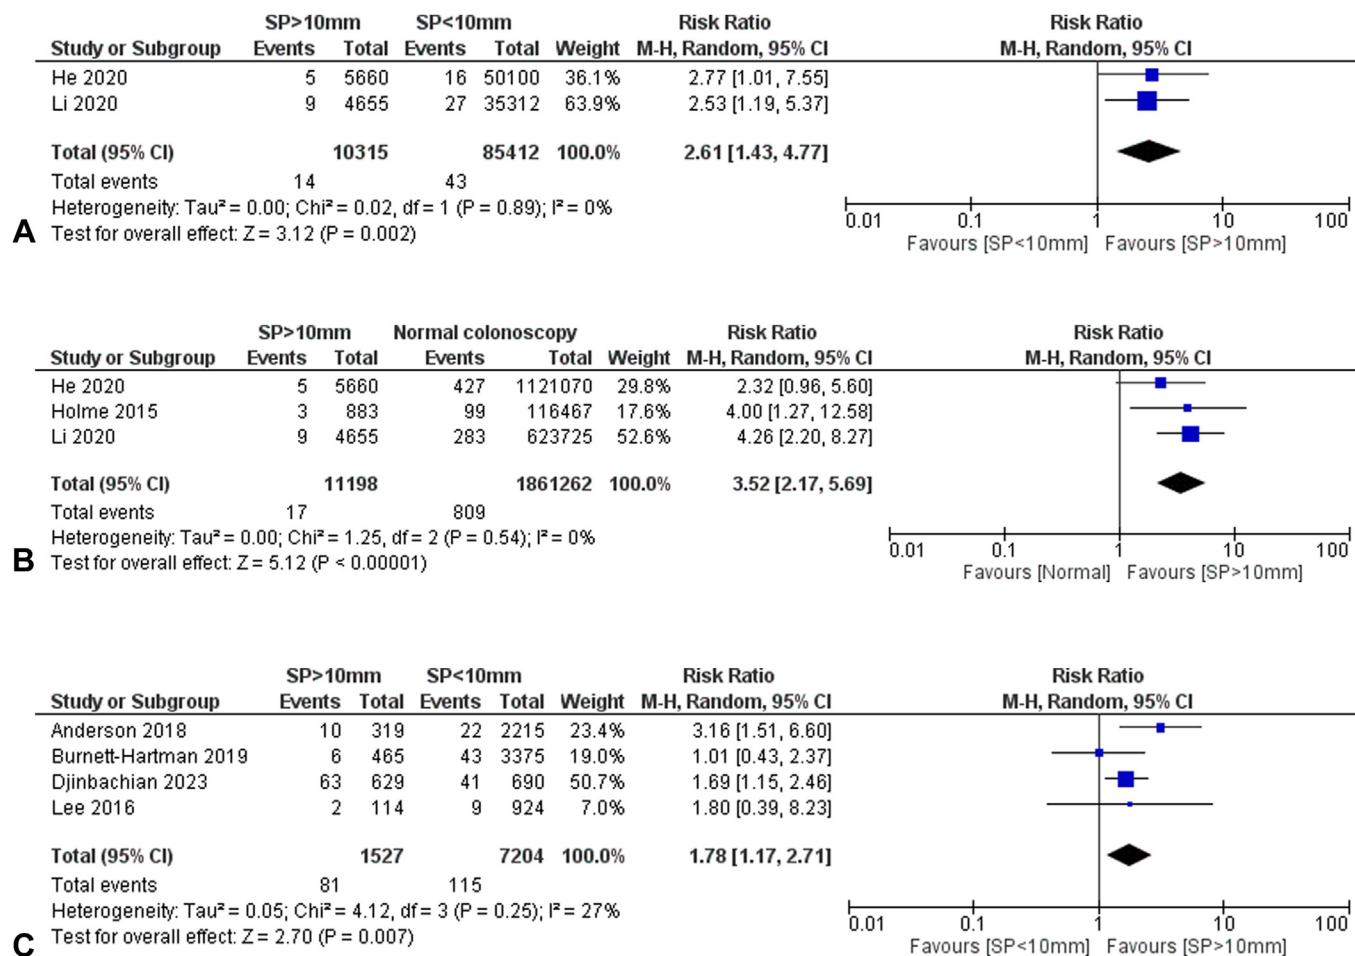 SP>10mm SP<10mm Risk Ratio Risk Ratio
Study or Subgroup Events Total Events Total Weight M-H, Random, 95% CI M-H, Random, 95% CI
He 2020 5 5660 16 50100 36.1% 2.77 [1.01, 7.55]
Li 2020 9 4655 27 35312 63.9% 2.53 [1.19, 5.37]
Total (95% CI) 10315 85412 100.0% 2.61 [1.43, 4.77]
Total events 14 43
Heterogeneity: Tau² = 0.00; Chi² = 0.02, df = 1 (P = 0.89); I² = 0%
Test for overall effect: Z = 3.12 (P = 0.002)
0.01 0.1 1 10 100
Favours [SP<10mm] Favours [SP>10mm]
A
SP>10mm Normal colonoscopy Risk Ratio Risk Ratio
Study or Subgroup Events Total Events Total Weight M-H, Random, 95% CI M-H, Random, 95% CI
He 2020 5 5660 427 1121070 29.8% 2.32 [0.96, 5.60]
Holme 2015 3 883 99 116467 17.6% 4.00 [1.27, 12.58]
Li 2020 9 4655 283 623725 52.6% 4.26 [2.20, 8.27]
Total (95% CI) 11198 1861262 100.0% 3.52 [2.17, 5.69]
Total events 17 809
Heterogeneity: Tau² = 0.00; Chi² = 1.25, df = 2 (P = 0.54); I² = 0%
Test for overall effect: Z = 5.12 (P < 0.00001)
0.01 0.1 1 10 100
Favours [Normal] Favours [SP>10mm]
B
SP>10mm SP<10mm Risk Ratio Risk Ratio
Study or Subgroup Events Total Events Total Weight M-H, Random, 95% CI M-H, Random, 95% CI
Anderson 2018 10 319 22 2215 23.4% 3.16 [1.51, 6.60]
Burnett-Hartman 2019 6 465 43 3375 19.0% 1.01 [0.43, 2.37]
Djinbachian 2023 63 629 41 690 50.7% 1.69 [1.15, 2.46]
Lee 2016 2 114 9 924 7.0% 1.80 [0.39, 8.23]
Total (95% CI) 1527 7204 100.0% 1.78 [1.17, 2.71]
Total events 81 115
Heterogeneity: Tau² = 0.05; Chi² = 4.12, df = 3 (P = 0.25); I² = 27%
Test for overall effect: Z = 2.70 (P = 0.007)
0.01 0.1 1 10 100
Favours [SP<10mm] Favours [SP>10mm]
C